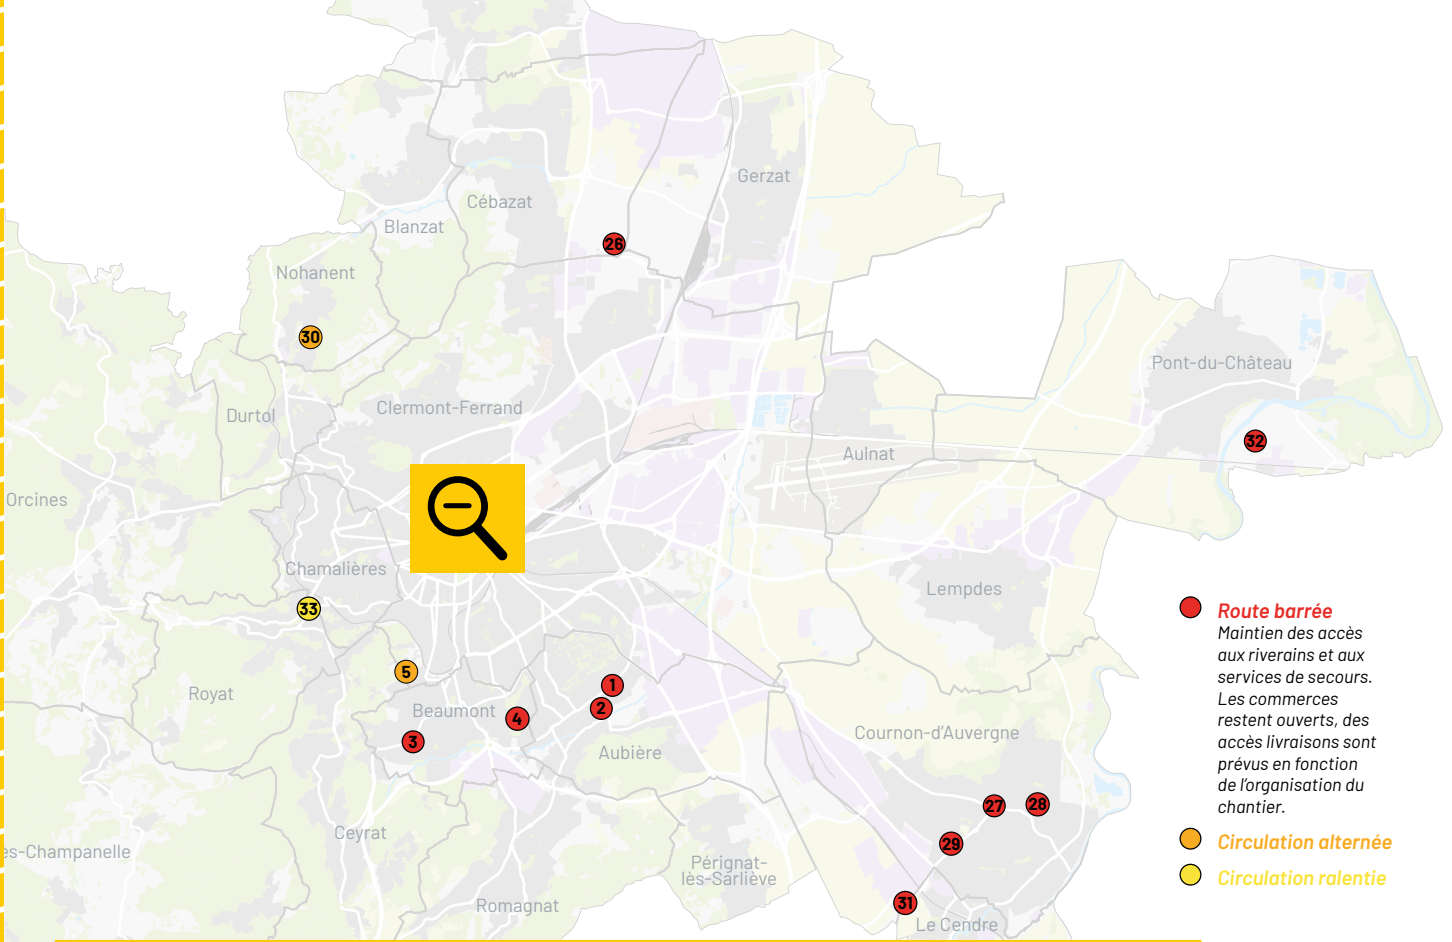 Gerzat
Cébazat
Blanzat
26
Nohanent
30
Pont-du-Château
Clermont-Ferrand
Durtol
32
Aulnat
Orcines
Chamalières
Lempdes
33
5
1
Royat
2
Beaumont
4
3
Aubière
Cournon-d’Auvergne
27
28
Ceyrat
29
es-Champanelle
Pérignat-
lès-Sarliève
31
Romagnat
Le Cendre
Route barrée
Maintien des accès
aux riverains et aux
services de secours.
Les commerces
restent ouverts, des
accès livraisons sont
prévus en fonction
de l’organisation du
chantier.
Circulation alternée
Circulation ralentie